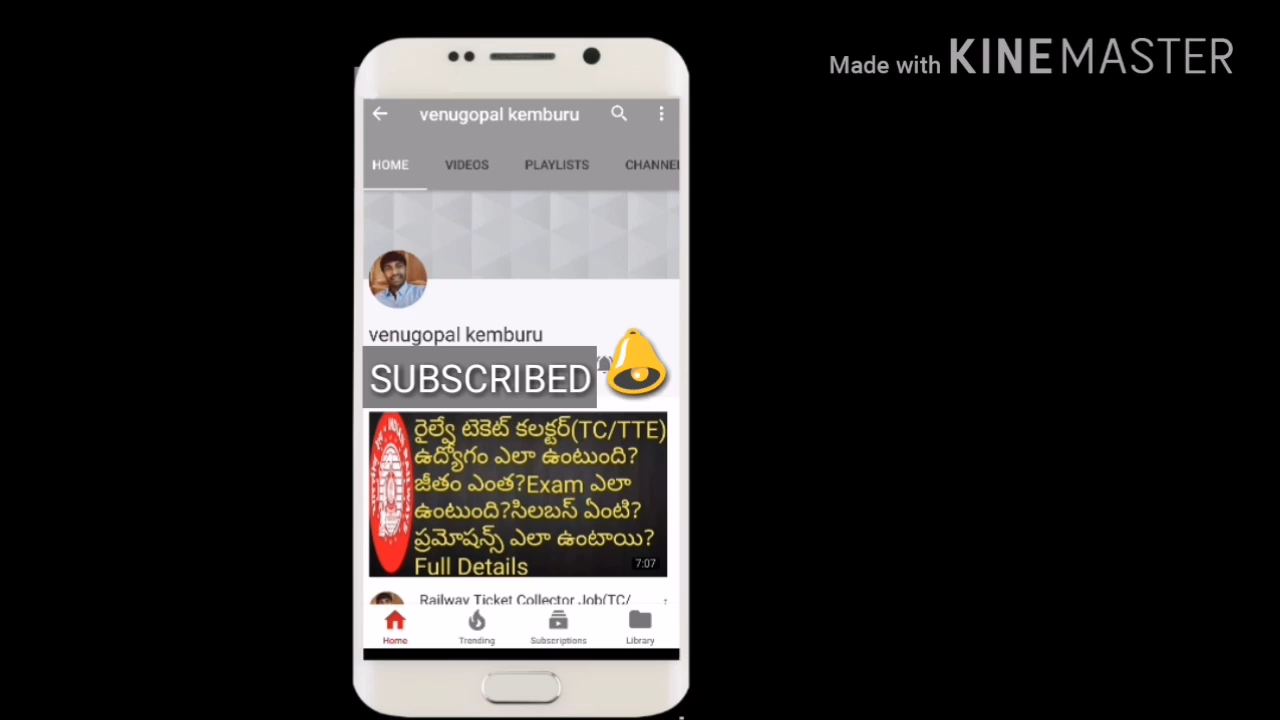 Made with KINEMASTER
venugopal kemburu
HOME VIDEOS PLAYLISTS CHANNEL
venugopal kemburu
SUBSCRIBED
రైల్వే టికెట్ కలక్టర్(TC/TTE)
ఉద్యోగం ఎలా ఉంటుంది?
జీతం ఎంత?Exam ఎలా
ఉంటుంది?సిలబస్ ఏంటి?
ప్రమోషన్స్ ఎలా ఉంటాయి?
Full Details
7:07
Railway Ticket Collector Job(TC/
Home Trending Subscriptions Library